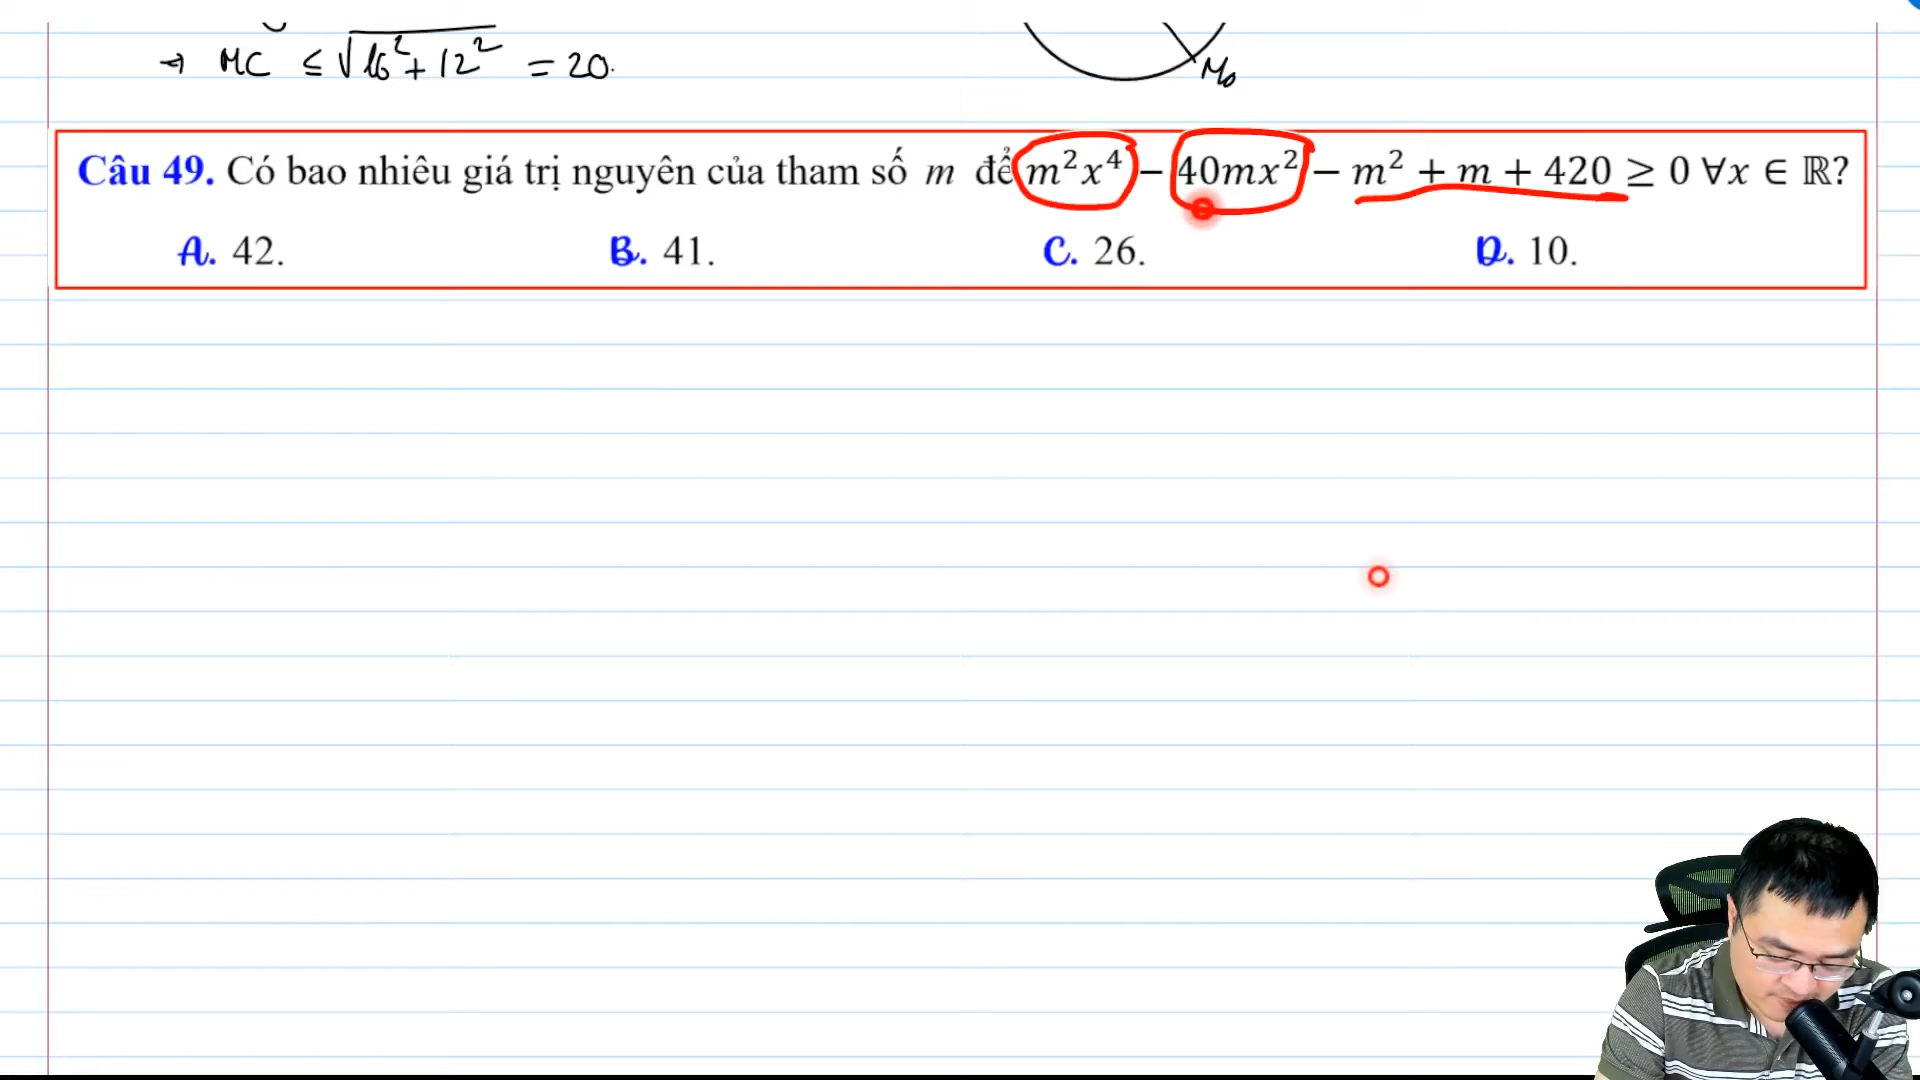 → MC ≤ √16² + 12² = 20.
M₀
Câu 49. Có bao nhiêu giá trị nguyên của tham số m để m²x⁴ − 40mx² − m² + m + 420 ≥ 0 ∀x ∈ ℝ?
A. 42. B. 41. C. 26. D. 10.